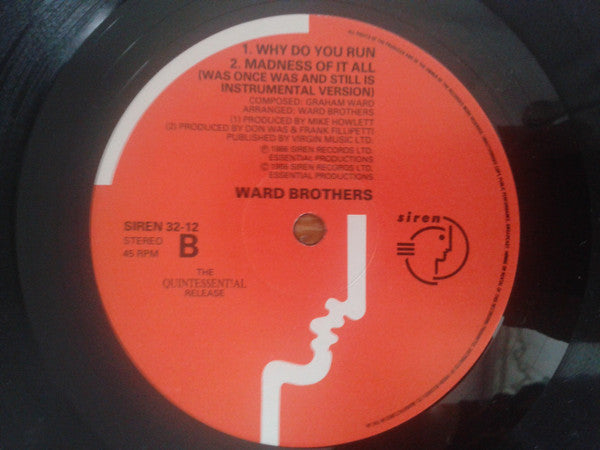 1. WHY DO YOU RUN
2. MADNESS OF IT ALL
(WAS ONCE WAS AND STILL IS
INSTRUMENTAL VERSION)
COMPOSED: GRAHAM WARD
ARRANGED: WARD BROTHERS
(1) PRODUCED BY MIKE HOWLETT
(2) PRODUCED BY DON WAS & FRANK FILLIPETTI
PUBLISHED BY VIRGIN MUSIC LTD.
℗1986 SIREN RECORDS LTD.
ESSENTIAL PRODUCTIONS
©1986 SIREN RECORDS LTD.
ESSENTIAL PRODUCTIONS
WARD BROTHERS
SIREN 32-12
STEREO B
45 RPM
siren
THE
QUINTESSENTIAL
RELEASE